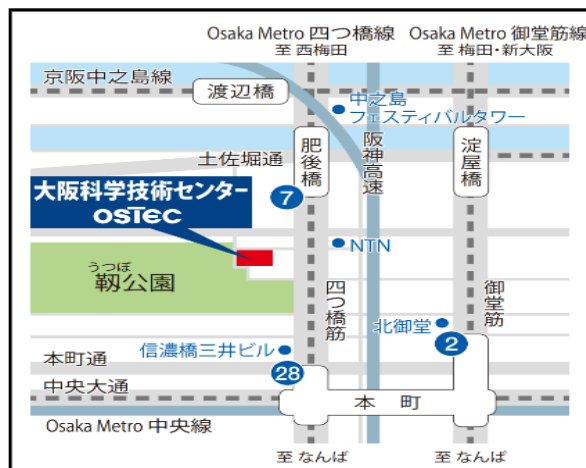 Osaka Metro 四つ橋線
至 西梅田
Osaka Metro 御堂筋線
至 梅田・新大阪
京阪中之島線
渡辺橋
中之島
フェスティバルタワー
土佐堀通
肥後橋
阪神高速
淀屋橋
大阪科学技術センター
OSTEC
7
NTN
うつぼ
靱公園
四つ橋筋
御堂筋
北御堂
2
信濃橋三井ビル
28
本町通
中央大通
本町
Osaka Metro 中央線
至 なんば
至 なんば